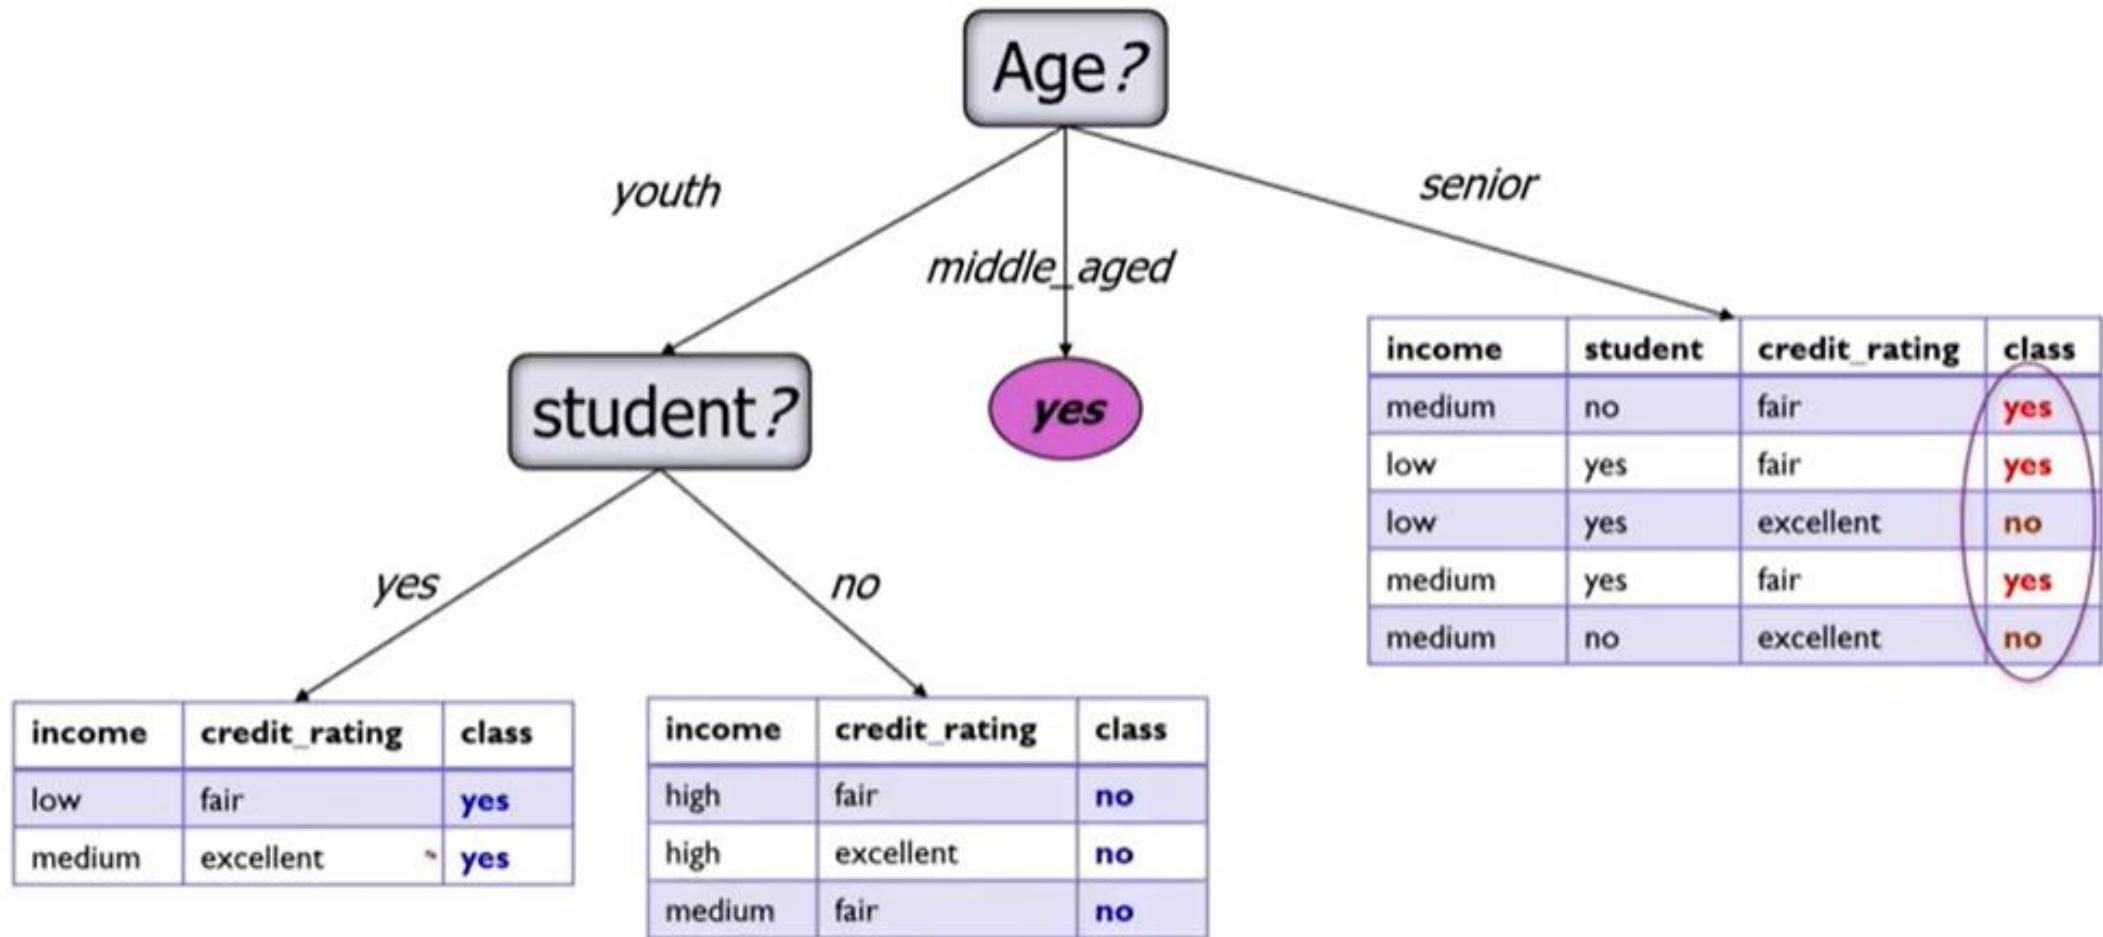 Age?
youth
senior
middle_aged
student?
yes
income student credit_rating class
medium no fair yes
low yes fair yes
low yes excellent no
medium yes fair yes
medium no excellent no
yes
no
income credit_rating class
low fair yes
medium excellent yes
income credit_rating class
high fair no
high excellent no
medium fair no